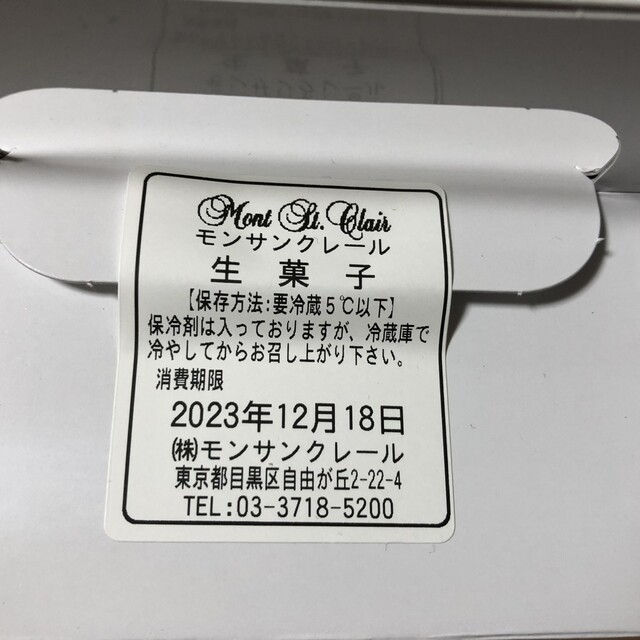 Mont St. Clair
モンサンクレール
生菓子
【保存方法:要冷蔵5℃以下】
保冷剤は入っておりますが、冷蔵庫で
冷やしてからお召し上がり下さい。
消費期限
2023年12月18日
㈱モンサンクレール
東京都目黒区自由が丘2-22-4
TEL:03-3718-5200